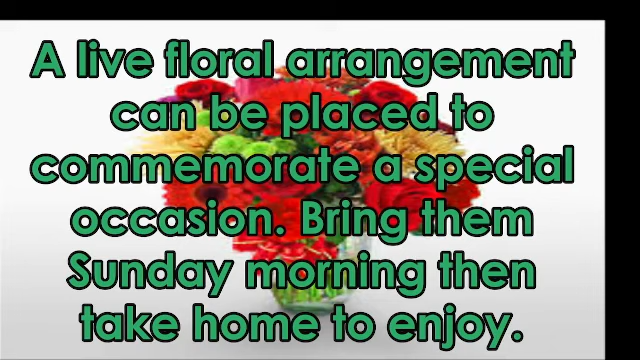 A live floral arrangement
can be placed to
commemorate a special
occasion. Bring them
Sunday morning then
take home to enjoy.